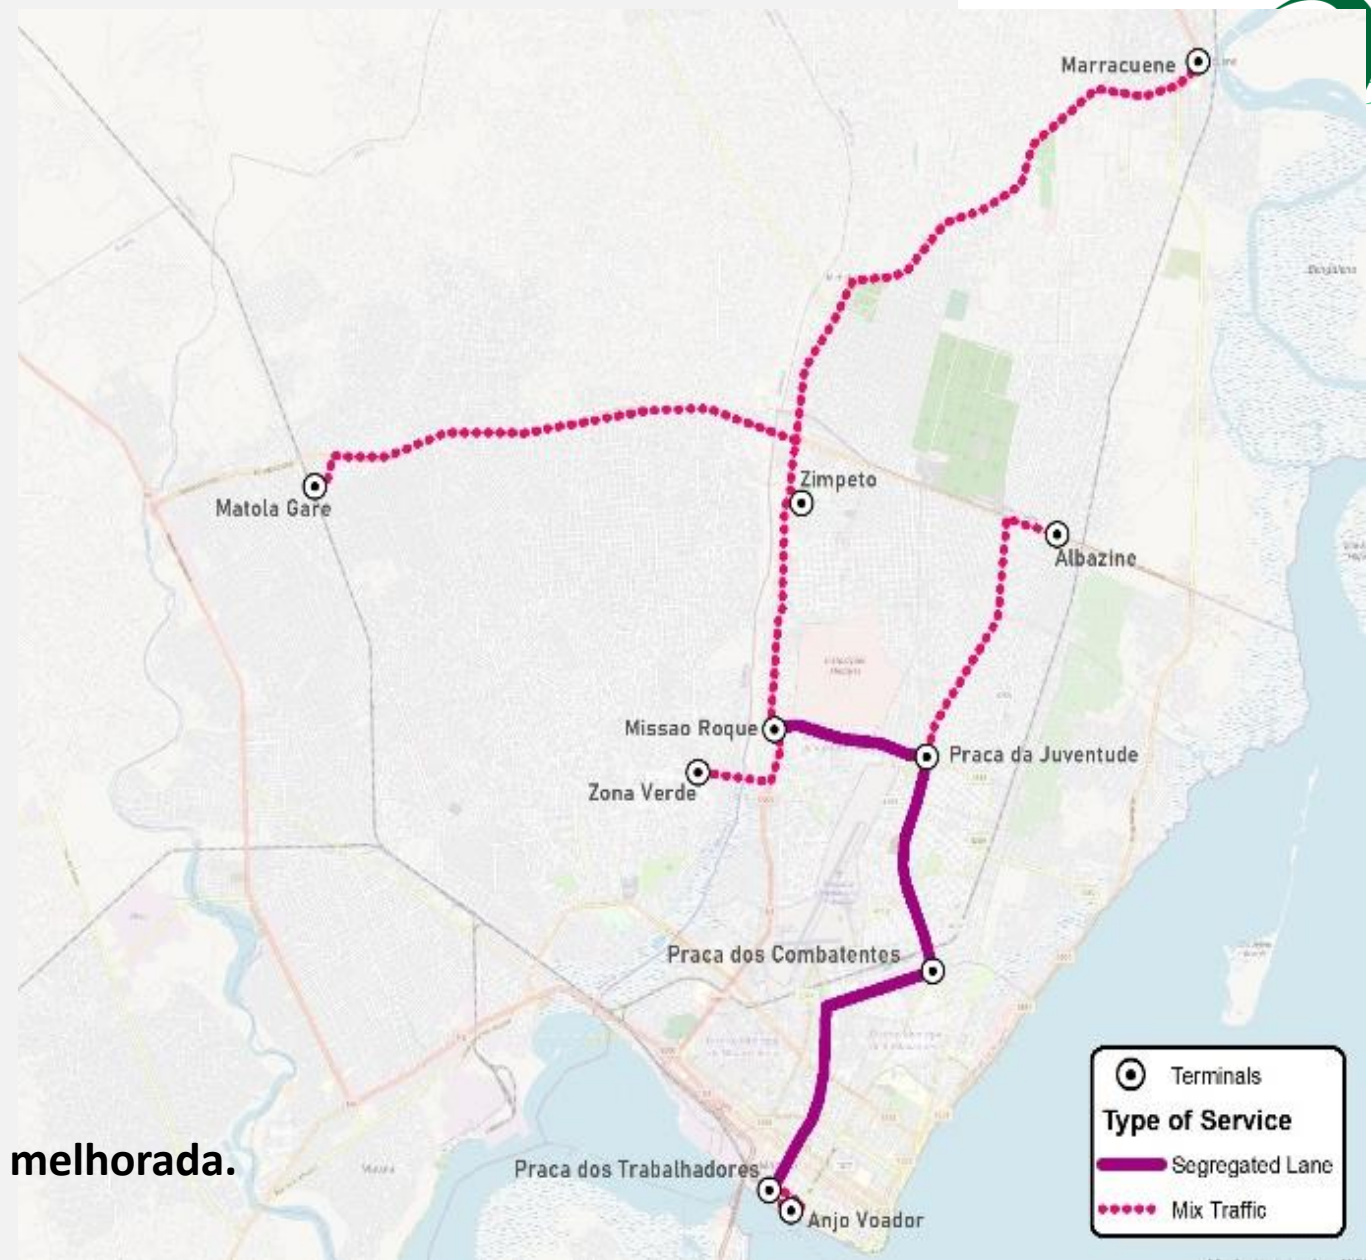 Marracuene
Zimpeto
Matola Gare
Albazine
Missao Roque
Praca da Juventude
Zona Verde
Praca dos Combatentes
Terminals
Type of Service
Segregated Lane
Mix Traffic
melhorada.
Praca dos Trabalhadores
Anjo Voador